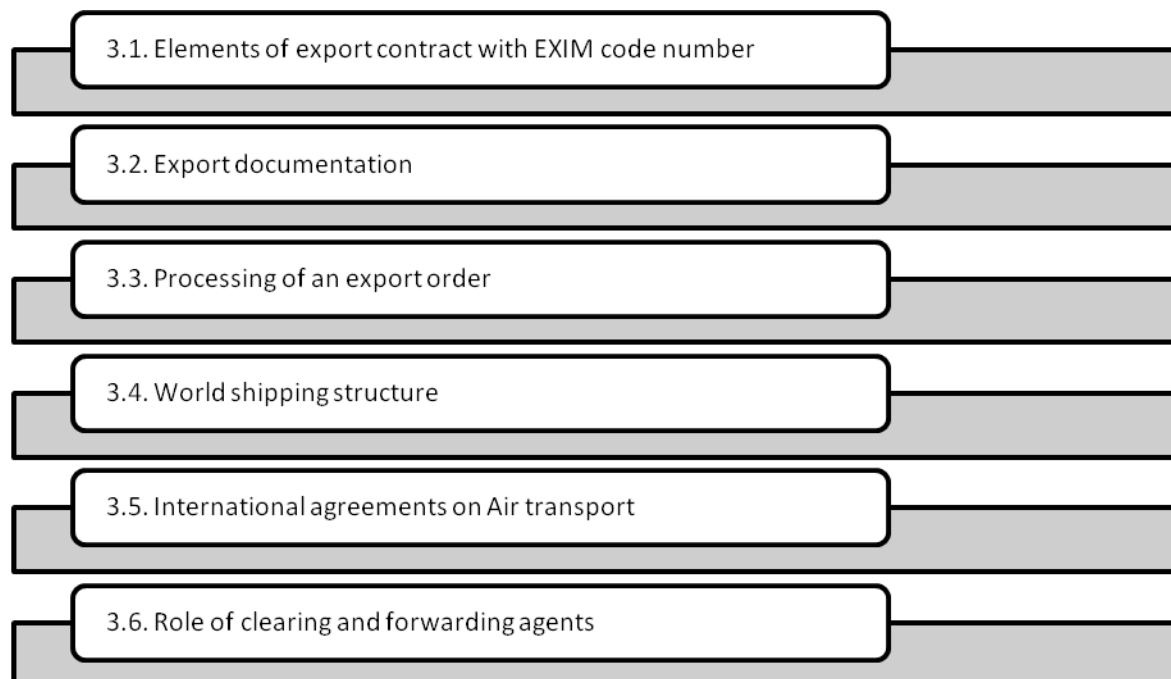 3.1. Elements of export contract with EXIM code number
3.2. Export documentation
3.3. Processing of an export order
3.4. World shipping structure
3.5. International agreements on Air transport
3.6. Role of clearing and forwarding agents